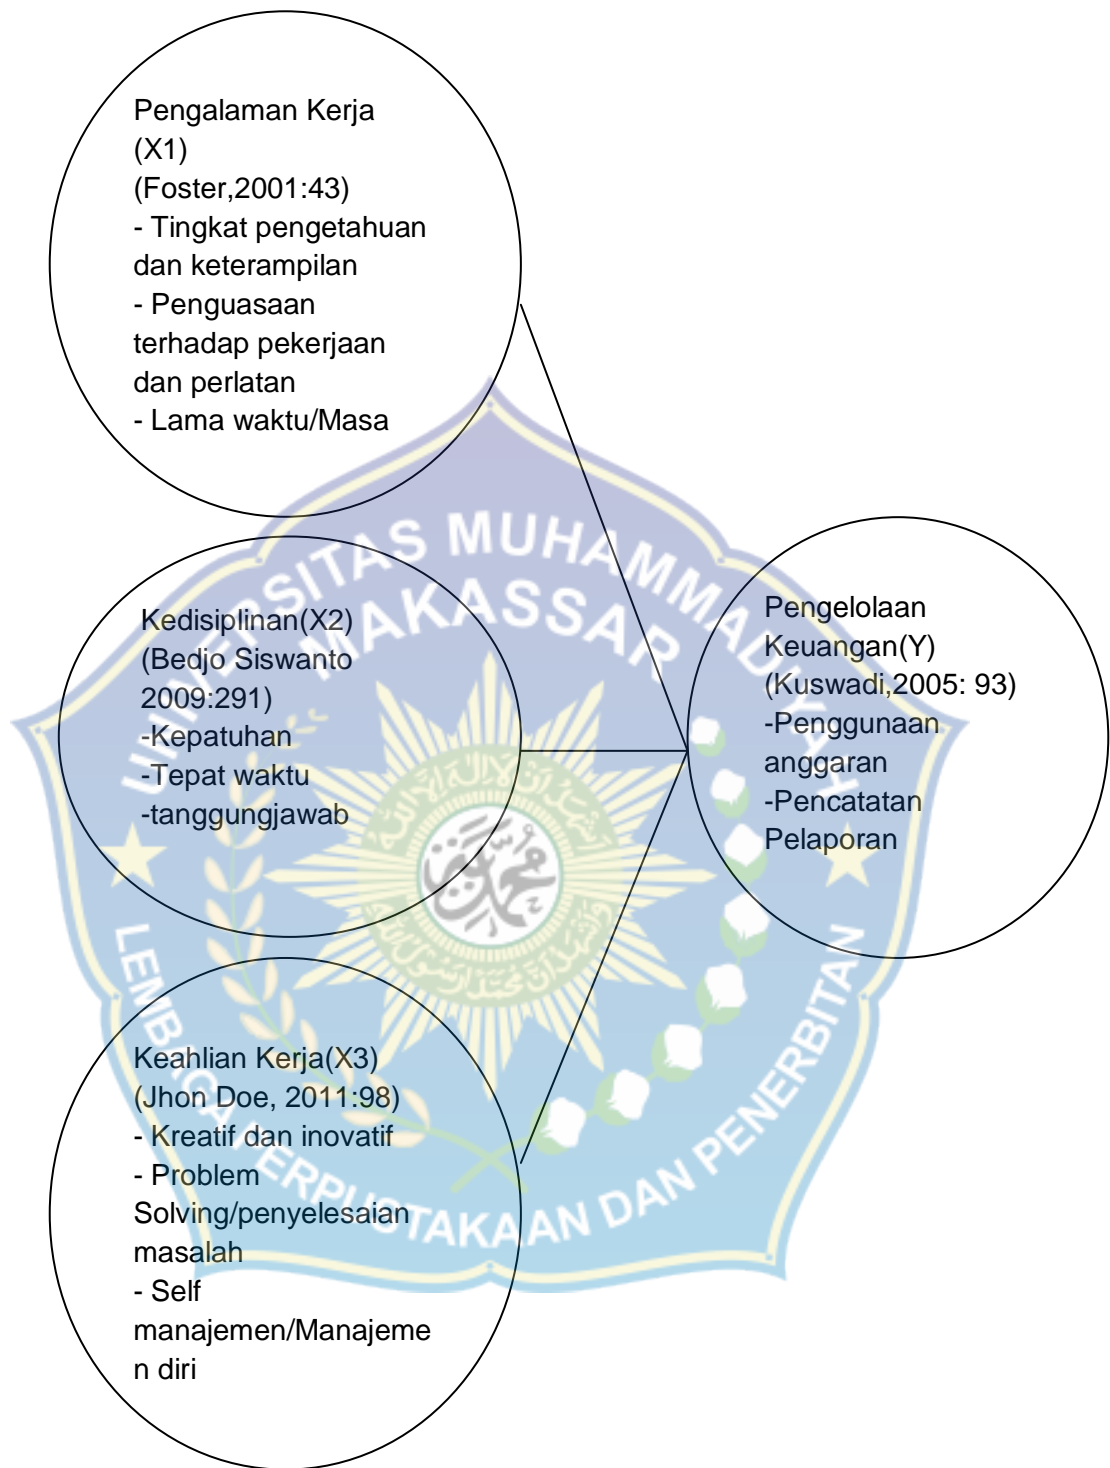 Pengalaman Kerja
(X1)
(Foster,2001:43)
- Tingkat pengetahuan
dan keterampilan
- Penguasaan
terhadap pekerjaan
dan perlatan
- Lama waktu/Masa
Kedisiplinan(X2)
(Bedjo Siswanto
2009:291)
-Kepatuhan
-Tepat waktu
-tanggungjawab
Keahlian Kerja(X3)
(Jhon Doe, 2011:98)
- Kreatif dan inovatif
- Problem
Solving/penyelesaian
masalah
- Self
manajemen/Manajeme
n diri
Pengelolaan
Keuangan(Y)
(Kuswadi,2005: 93)
-Penggunaan
anggaran
-Pencatatan
Pelaporan
UNIVERSITAS MUHAMMADIYAH
MAKASSAR
LEMBAGA PERPUSTAKAAN DAN PENERBITAN
محمد